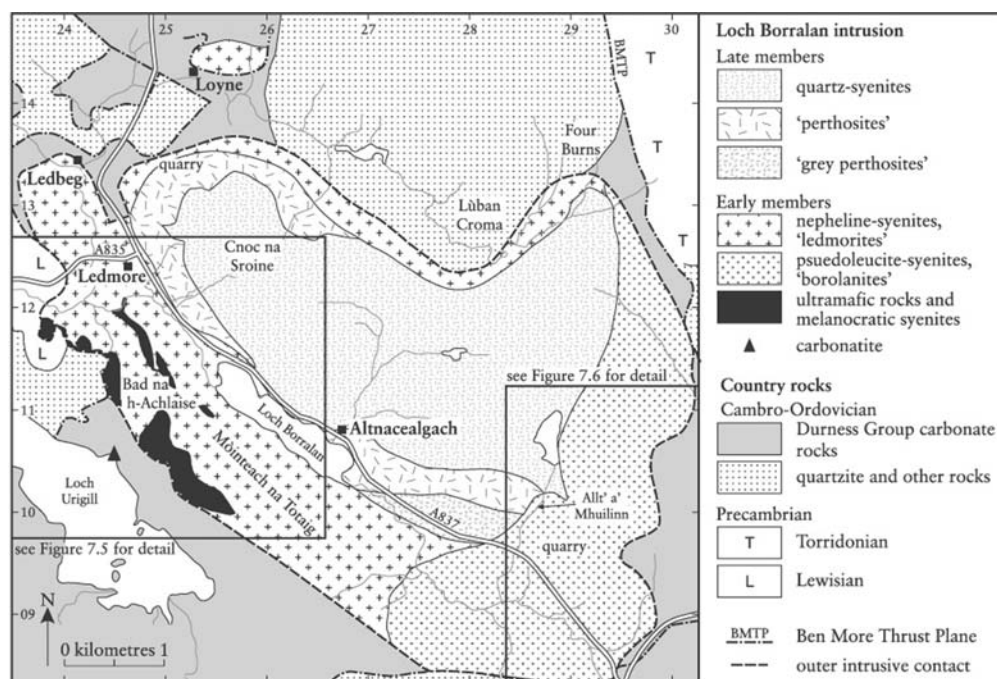 24
25
26
27
28
29
30
14
13
12
11
10
09
Loyne
BMTP
T
Four
Burns
T
quarry
Ledbeg
Lùban
Croma
T
A835
Cnoc na
Sroine
L
Ledmore
L
Bad na
h-Achlaise
see Figure 7.6 for detail
Loch Borralan
Altnacealgach
Mòinteach na Totaig
Loch
Urigill
A837
Allt' a'
Mhuilinn
quarry
see Figure 7.5 for detail
N
0 kilometres 1
Loch Borralan intrusion
Late members
quartz-syenites
'perthosites'
'grey perthosites'
Early members
nepheline-syenites,
'ledmorites'
psuedoleucite-syenites,
'borolanites'
ultramafic rocks and
melanocratic syenites
carbonatite
Country rocks
Cambro-Ordovician
Durness Group carbonate
rocks
quartzite and other rocks
Precambrian
T Torridonian
L Lewisian
BMTP Ben More Thrust Plane
outer intrusive contact